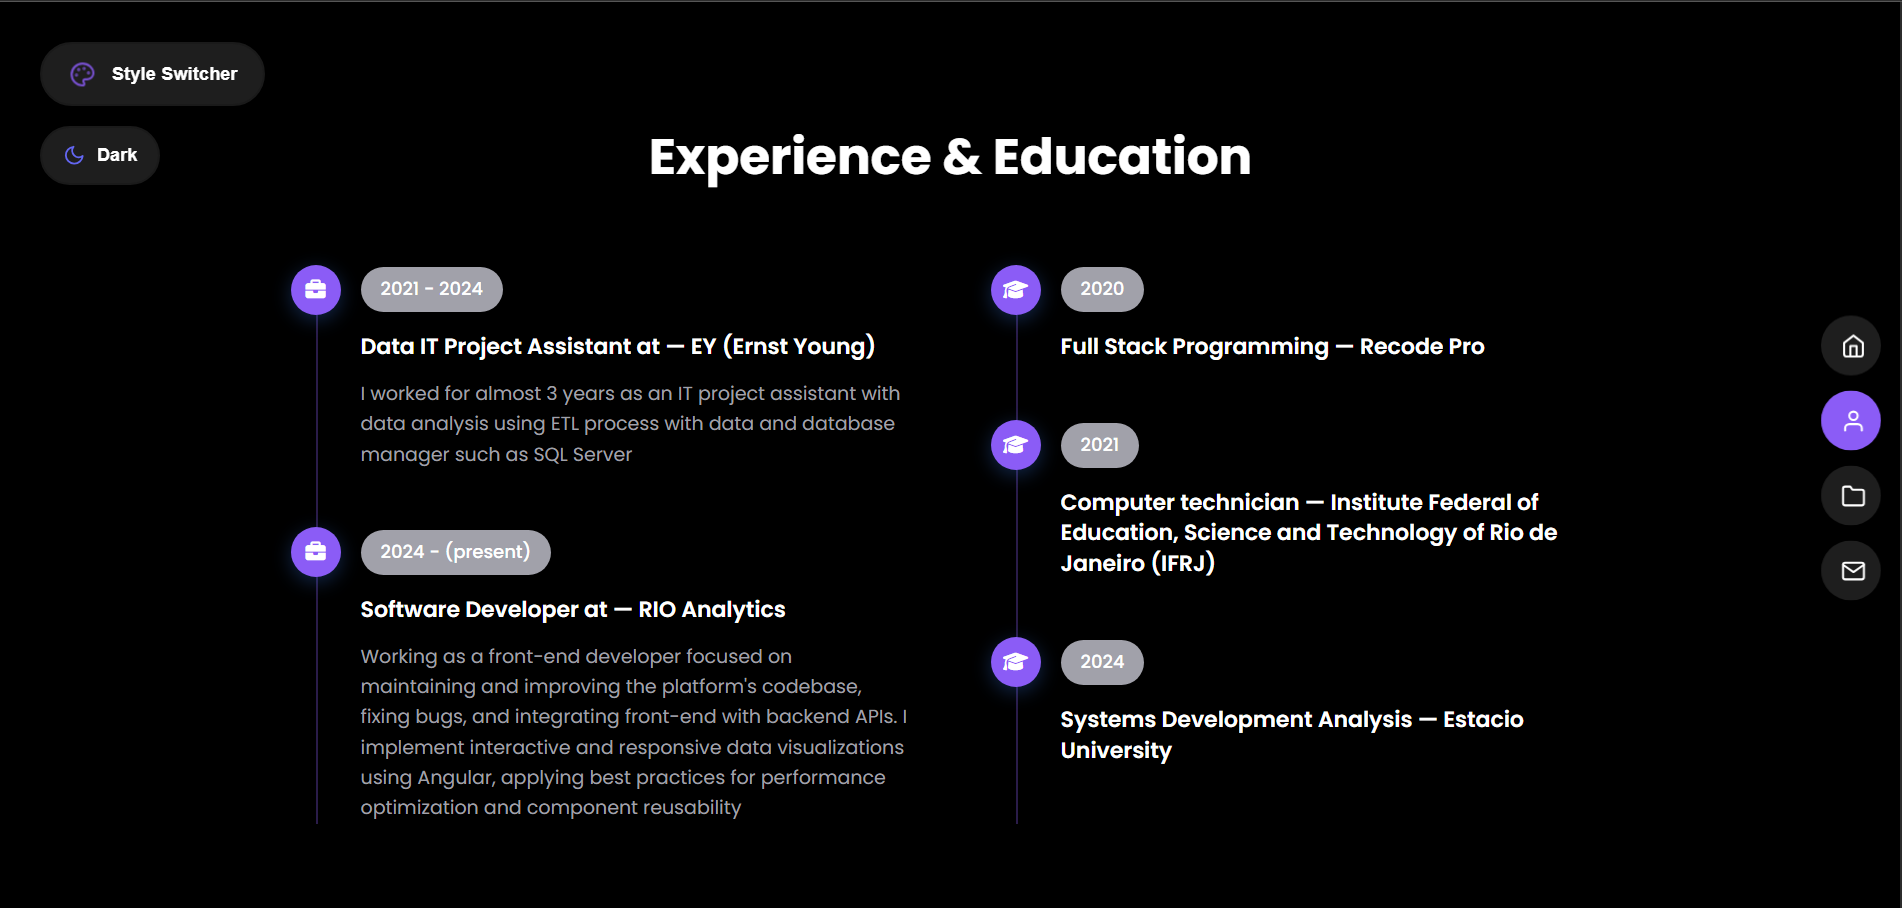 Style Switcher
Dark
Experience & Education
2021 - 2024
Data IT Project Assistant at — EY (Ernst Young)
I worked for almost 3 years as an IT project assistant with
data analysis using ETL process with data and database
manager such as SQL Server
2024 - (present)
Software Developer at — RIO Analytics
Working as a front-end developer focused on
maintaining and improving the platform's codebase,
fixing bugs, and integrating front-end with backend APIs. I
implement interactive and responsive data visualizations
using Angular, applying best practices for performance
optimization and component reusability
2020
Full Stack Programming — Recode Pro
2021
Computer technician — Institute Federal of
Education, Science and Technology of Rio de
Janeiro (IFRJ)
2024
Systems Development Analysis — Estacio
University